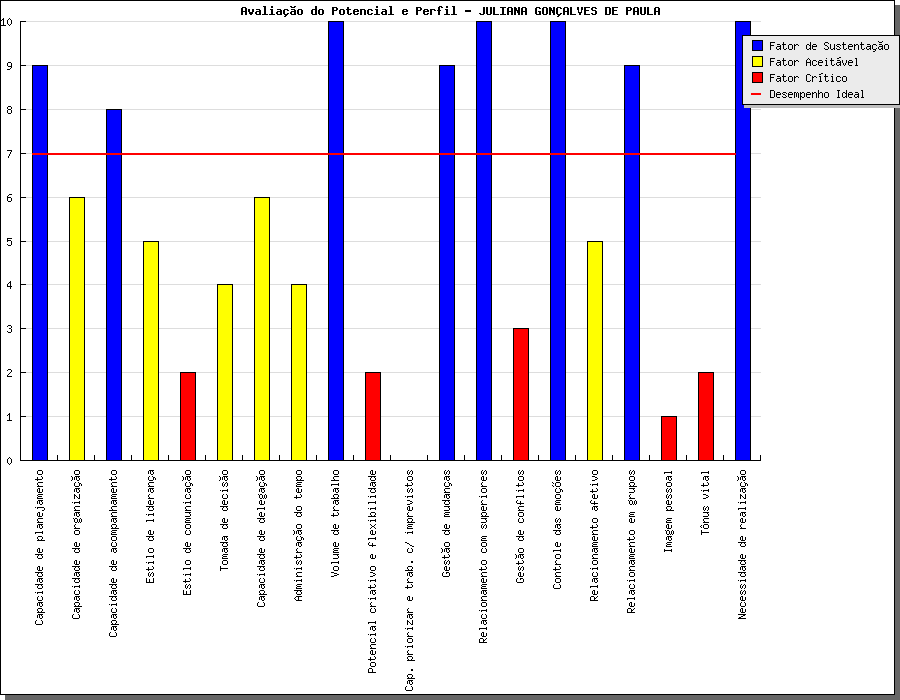 Avaliação do Potencial e Perfil - JULIANA GONÇALVES DE PAULA
10
9
8
7
6
5
4
3
2
1
0
Fator de Sustentação
Fator Aceitável
Fator Crítico
Desempenho Ideal
Capacidade de planejamento
Capacidade de organização
Capacidade de acompanhamento
Estilo de liderança
Estilo de comunicação
Tomada de decisão
Capacidade de delegação
Administração do tempo
Volume de trabalho
Potencial criativo e flexibilidade
Cap. priorizar e trab. c/ imprevistos
Gestão de mudanças
Relacionamento com superiores
Gestão de conflitos
Controle das emoções
Relacionamento afetivo
Relacionamento em grupos
Imagem pessoal
Tônus vital
Necessidade de realização